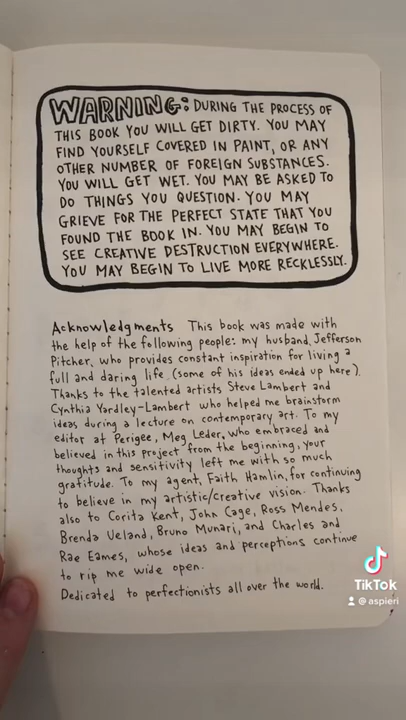 WARNING: DURING THE PROCESS OF
THIS BOOK YOU WILL GET DIRTY. YOU MAY
FIND YOURSELF COVERED IN PAINT, OR ANY
OTHER NUMBER OF FOREIGN SUBSTANCES.
YOU WILL GET WET. YOU MAY BE ASKED TO
DO THINGS YOU QUESTION. YOU MAY
GRIEVE FOR THE PERFECT STATE THAT YOU
FOUND THE BOOK IN. YOU MAY BEGIN TO
SEE CREATIVE DESTRUCTION EVERYWHERE.
YOU MAY BEGIN TO LIVE MORE RECKLESSLY.
Acknowledgments This book was made with
the help of the following people: my husband, Jefferson
Pitcher, who provides constant inspiration for living a
full and daring life. (some of his ideas ended up here).
Thanks to the talented artists Steve Lambert and
Cynthia Yardley-Lambert who helped me brainstorm
ideas during a lecture on contemporary art. To my
editor at Perigee, Meg Leder, who embraced and
believed in this project from the beginning, your
thoughts and sensitivity left me with so much
gratitude. To my agent, Faith Hamlin, for continuing
to believe in my artistic/creative vision. Thanks
also to Corita Kent, John Cage, Ross Mendes,
Brenda Ueland, Bruno Munari, and Charles and
Rae Eames, whose ideas and perceptions continue
to rip me wide open.
Dedicated to perfectionists all over the world.
TikTok
@aspieri